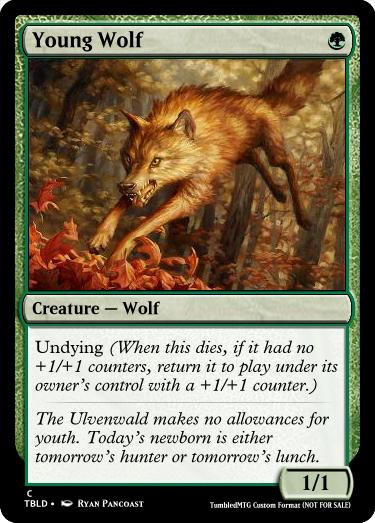 Young Wolf
Creature — Wolf
Undying (When this dies, if it had no
+1/+1 counters, return it to play under its
owner's control with a +1/+1 counter.)
The Ulvenwald makes no allowances for
youth. Today's newborn is either
tomorrow's hunter or tomorrow's lunch.
1/1
C
TBLD • Ryan Pancoast
TumbledMTG Custom Format (NOT FOR SALE)